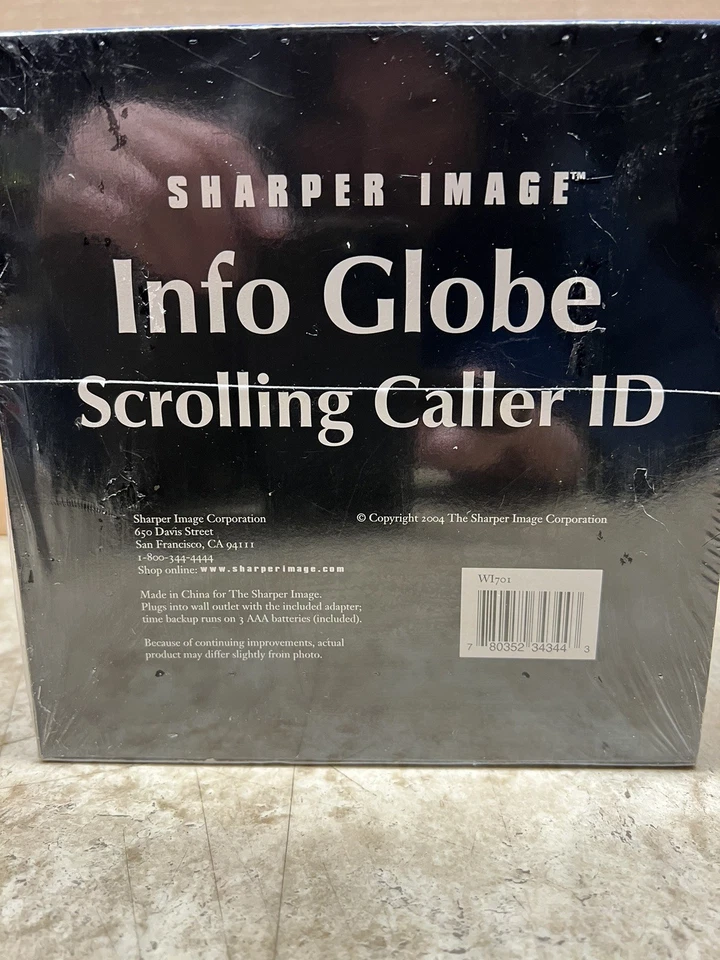 SHARPER IMAGE™
Info Globe
Scrolling Caller ID
Sharper Image Corporation
650 Davis Street
San Francisco, CA 94111
1-800-344-4444
Shop online: www.sharperimage.com
© Copyright 2004 The Sharper Image Corporation
Made in China for The Sharper Image.
Plugs into wall outlet with the included adapter;
time backup runs on 3 AAA batteries (included).
Because of continuing improvements, actual
product may differ slightly from photo.
WI701
7 80352 34344 3